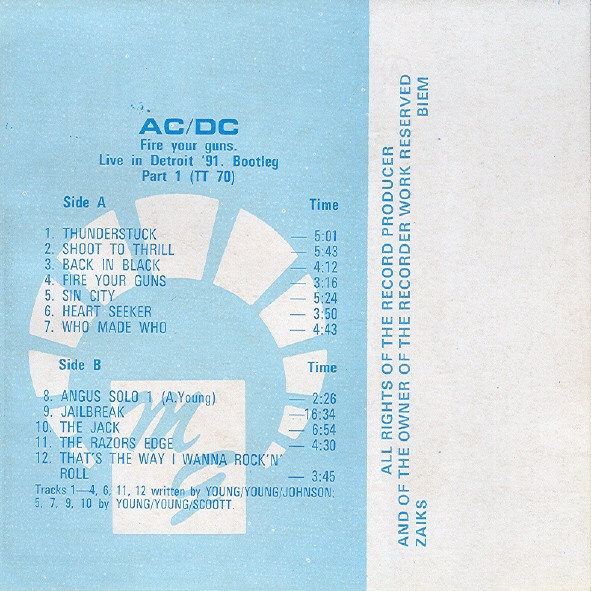 AC/DC
Fire your guns.
Live in Detroit '91. Bootleg
Part 1 (TT 70)
Side A Time
1. THUNDERSTUCK — 5:01
2. SHOOT TO THRILL — 5:43
3. BACK IN BLACK — 4:12
4. FIRE YOUR GUNS — 3:16
5. SIN CITY — 5:24
6. HEART SEEKER — 3:50
7. WHO MADE WHO — 4:43
Side B Time
8. ANGUS SOLO 1 (A.Young) — 2:26
9. JAILBREAK —16:34
10. THE JACK — 6:54
11. THE RAZORS EDGE — 4:30
12. THAT'S THE WAY I WANNA ROCK'N'
ROLL — 3:45
Tracks 1—4, 6, 11, 12 written by YOUNG/YOUNG/JOHNSON;
5, 7, 9, 10 by YOUNG/YOUNG/SCOOTT.
m
s
ALL RIGHTS OF THE RECORD PRODUCER
AND OF THE OWNER OF THE RECORDER WORK RESERVED
ZAIKS BIEM